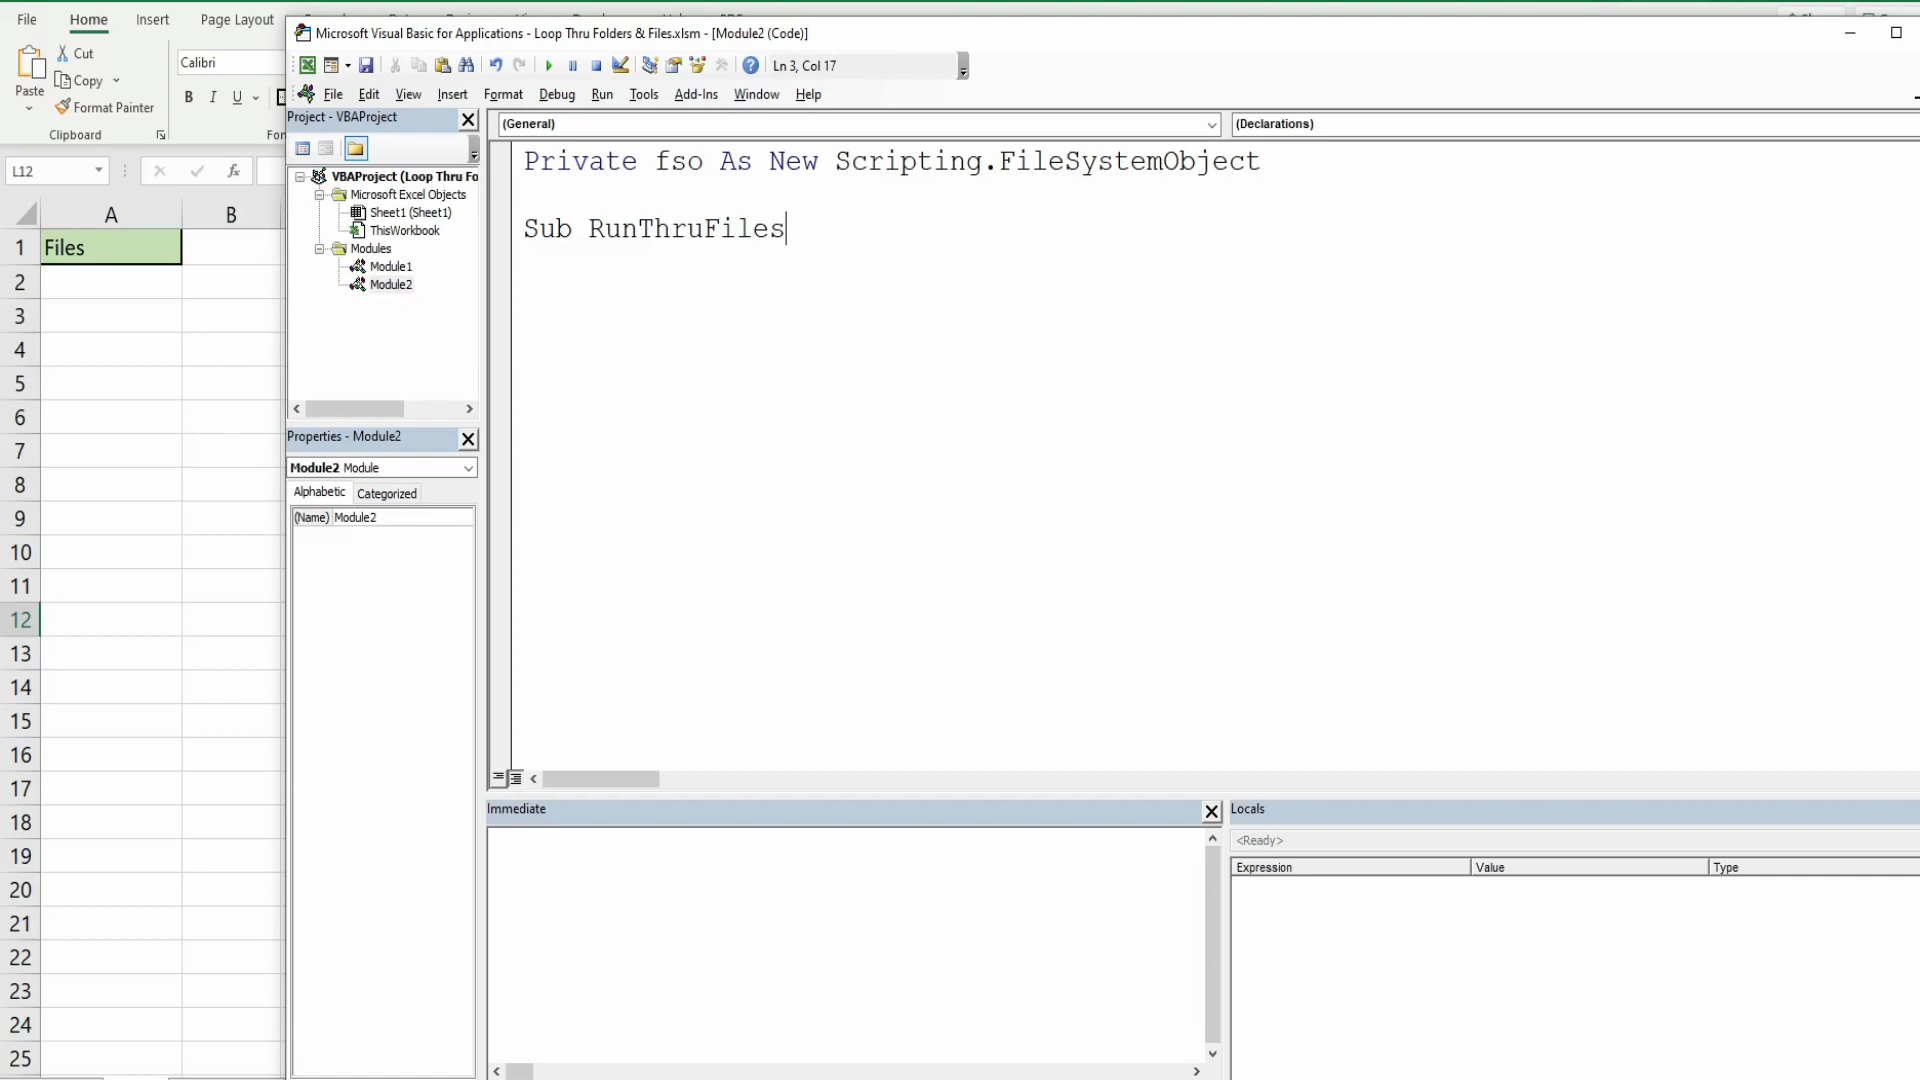 File Home Insert Page Layout
Cut
Copy
Format Painter
Paste
Clipboard
Calibri
B I U
L12
fx
A B
1 Files
2
3
4
5
6
7
8
9
10
11
12
13
14
15
16
17
18
19
20
21
22
23
24
25
Microsoft Visual Basic for Applications - Loop Thru Folders & Files.xlsm - [Module2 (Code)]
Ln 3, Col 17
File Edit View Insert Format Debug Run Tools Add-Ins Window Help
Project - VBAProject
VBAProject (Loop Thru Fo
Microsoft Excel Objects
Sheet1 (Sheet1)
ThisWorkbook
Modules
Module1
Module2
Properties - Module2
Module2 Module
Alphabetic Categorized
(Name) Module2
(General) (Declarations)
Private fso As New Scripting.FileSystemObject
Sub RunThruFiles
Immediate
Locals
<Ready>
Expression Value Type